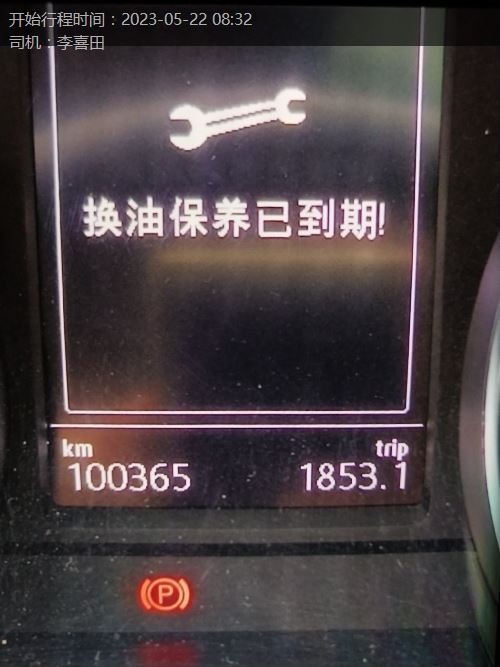 开始行程时间：2023-05-22 08:32
司机：李喜田
换油保养已到期!
km trip
100365 1853.1
P